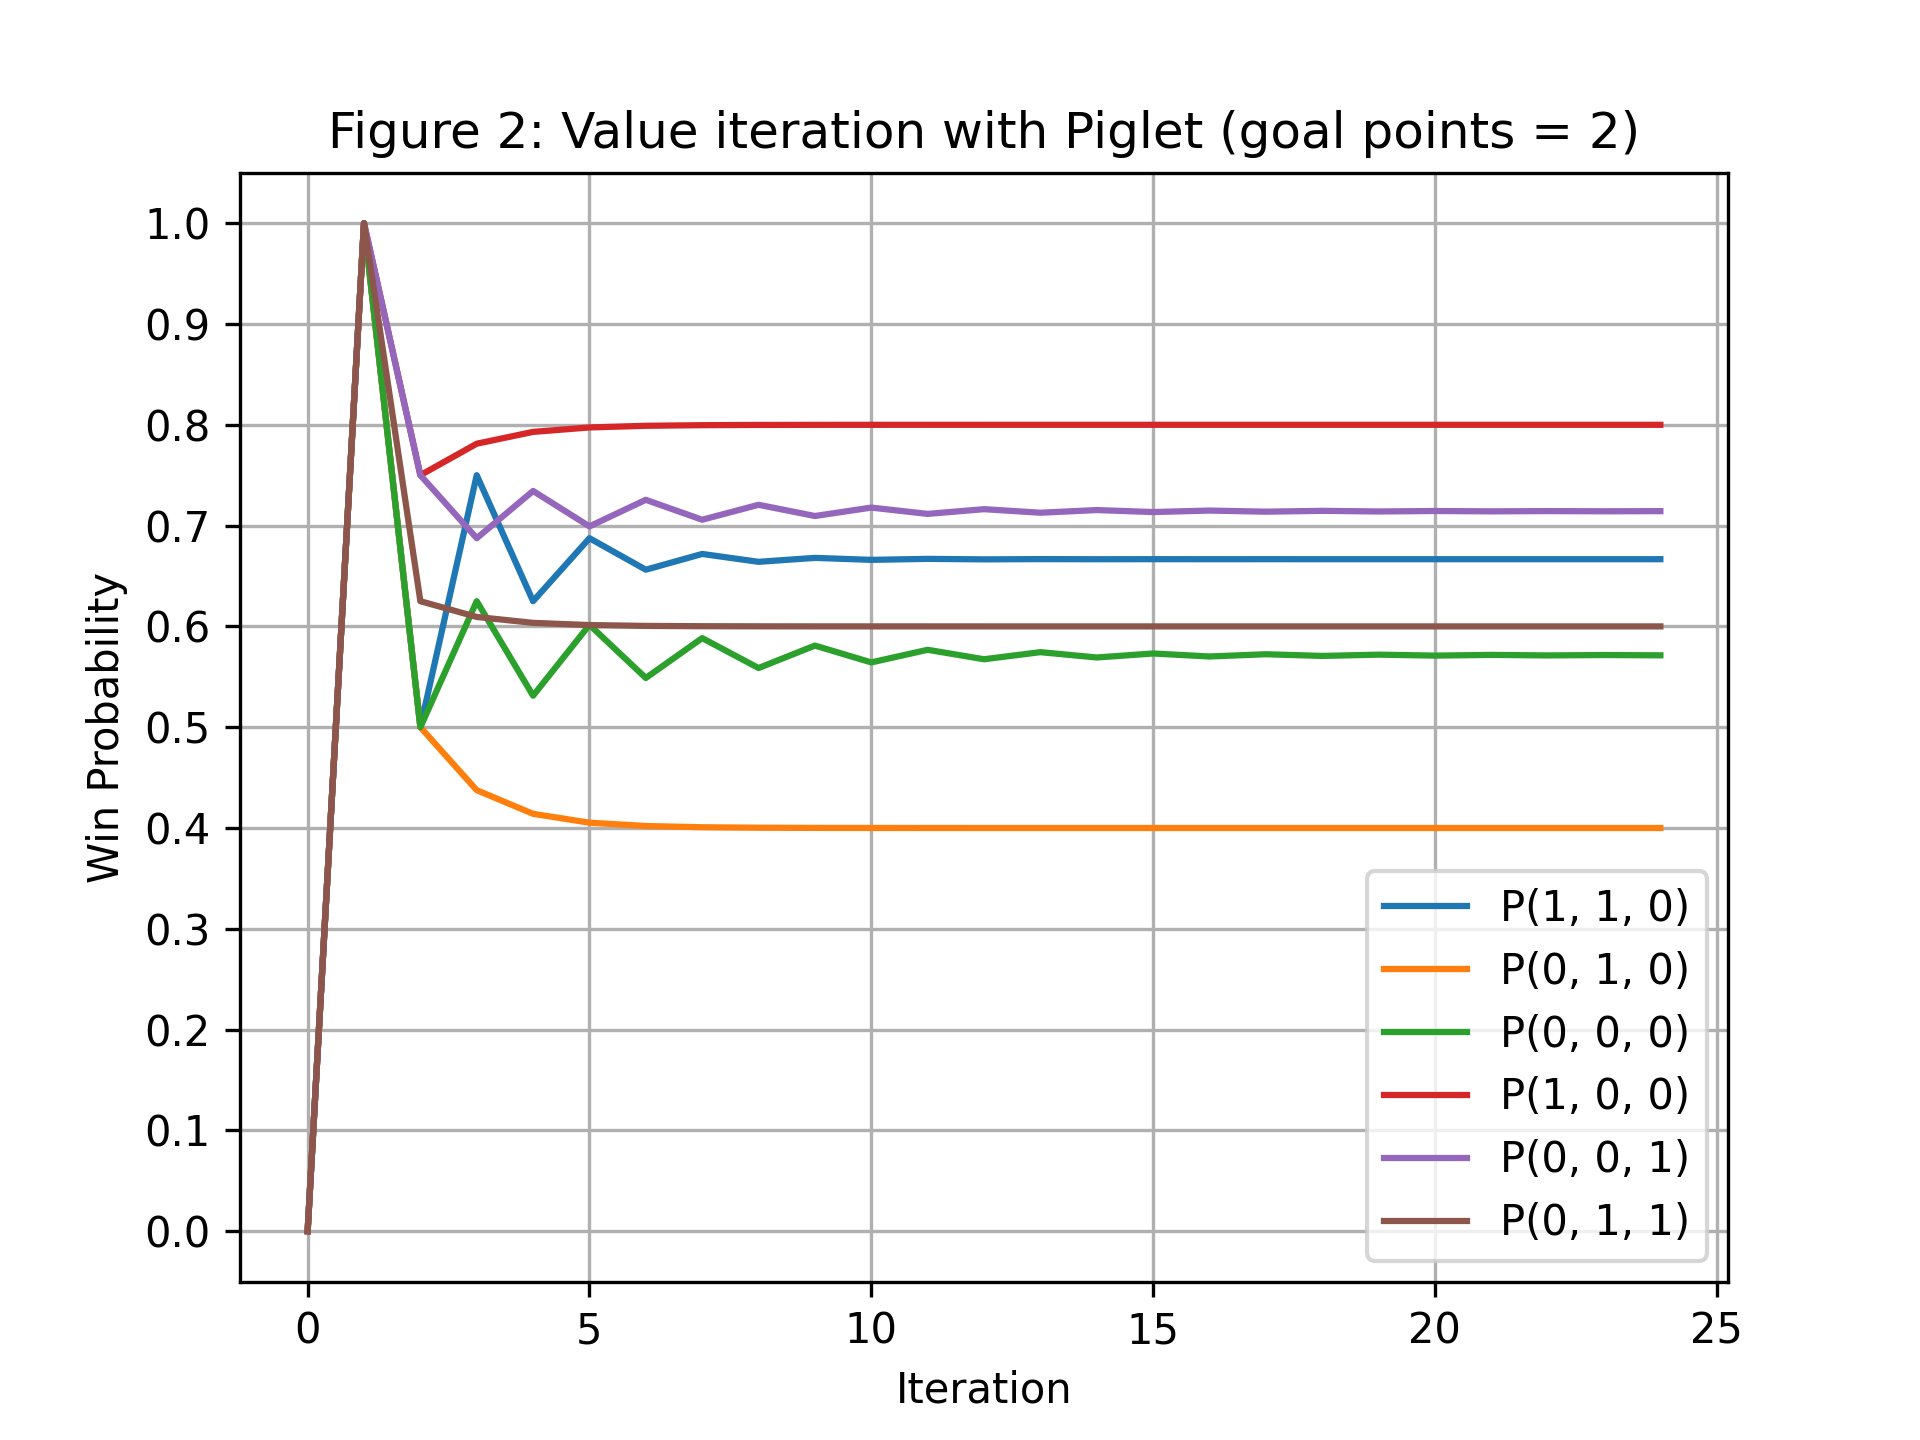 Figure 2: Value iteration with Piglet (goal points = 2)
1.0
0.9
0.8
0.7
0.6
0.5
0.4
0.3
0.2
0.1
0.0
Win Probability
P(1, 1, 0)
P(0, 1, 0)
P(0, 0, 0)
P(1, 0, 0)
P(0, 0, 1)
P(0, 1, 1)
0 5 10 15 20 25
Iteration